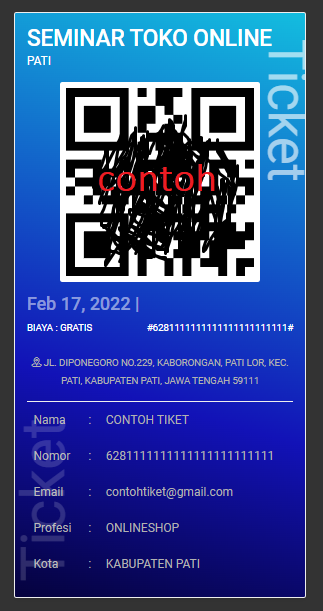 SEMINAR TOKO ONLINE
PATI
Ticket
contoh
Feb 17, 2022 |
BIAYA : GRATIS #6281111111111111111111111#
JL. DIPONEGORO NO.229, KABORONGAN, PATI LOR, KEC.
PATI, KABUPATEN PATI, JAWA TENGAH 59111
Ticket
Nama : CONTOH TIKET
Nomor : 6281111111111111111111111
Email : contohtiket@gmail.com
Profesi : ONLINESHOP
Kota : KABUPATEN PATI